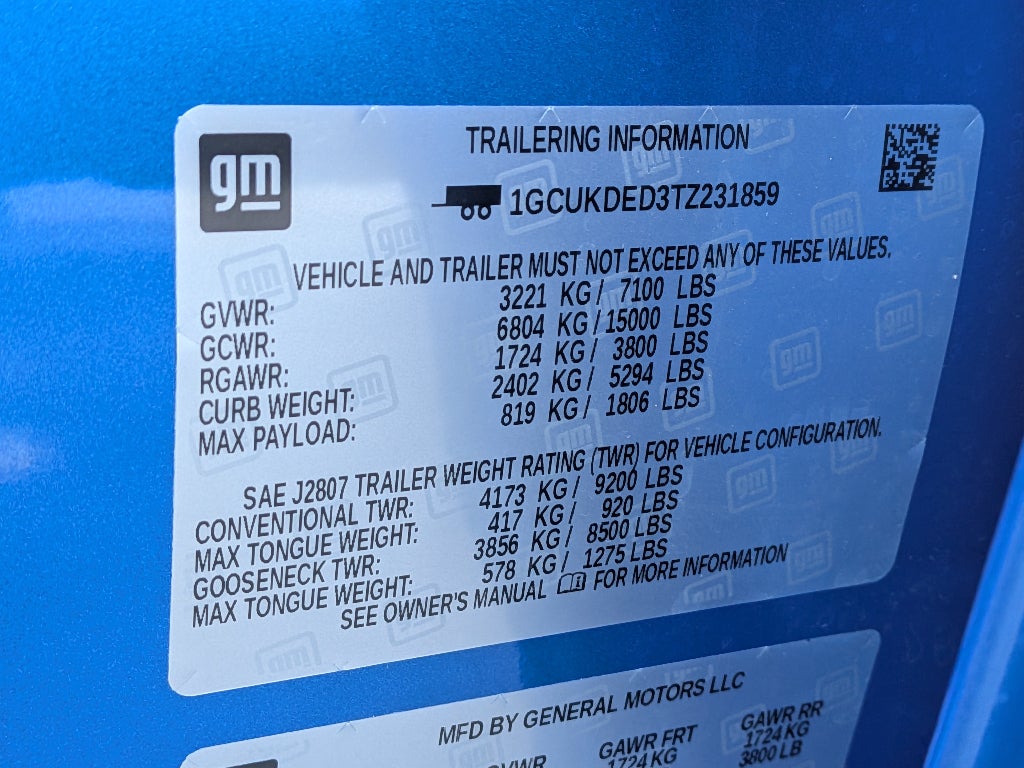 gm
TRAILERING INFORMATION
1GCUKDED3TZ231859
VEHICLE AND TRAILER MUST NOT EXCEED ANY OF THESE VALUES.
GVWR: 3221 KG / 7100 LBS
GCWR: 6804 KG / 15000 LBS
RGAWR: 1724 KG / 3800 LBS
CURB WEIGHT: 2402 KG / 5294 LBS
MAX PAYLOAD: 819 KG / 1806 LBS
SAE J2807 TRAILER WEIGHT RATING (TWR) FOR VEHICLE CONFIGURATION.
CONVENTIONAL TWR: 4173 KG / 9200 LBS
MAX TONGUE WEIGHT: 417 KG / 920 LBS
GOOSENECK TWR: 3856 KG / 8500 LBS
MAX TONGUE WEIGHT: 578 KG / 1275 LBS
SEE OWNER'S MANUAL FOR MORE INFORMATION
MFD BY GENERAL MOTORS LLC
GVWR GAWR FRT GAWR RR
1724 KG 1724 KG
3800 LB